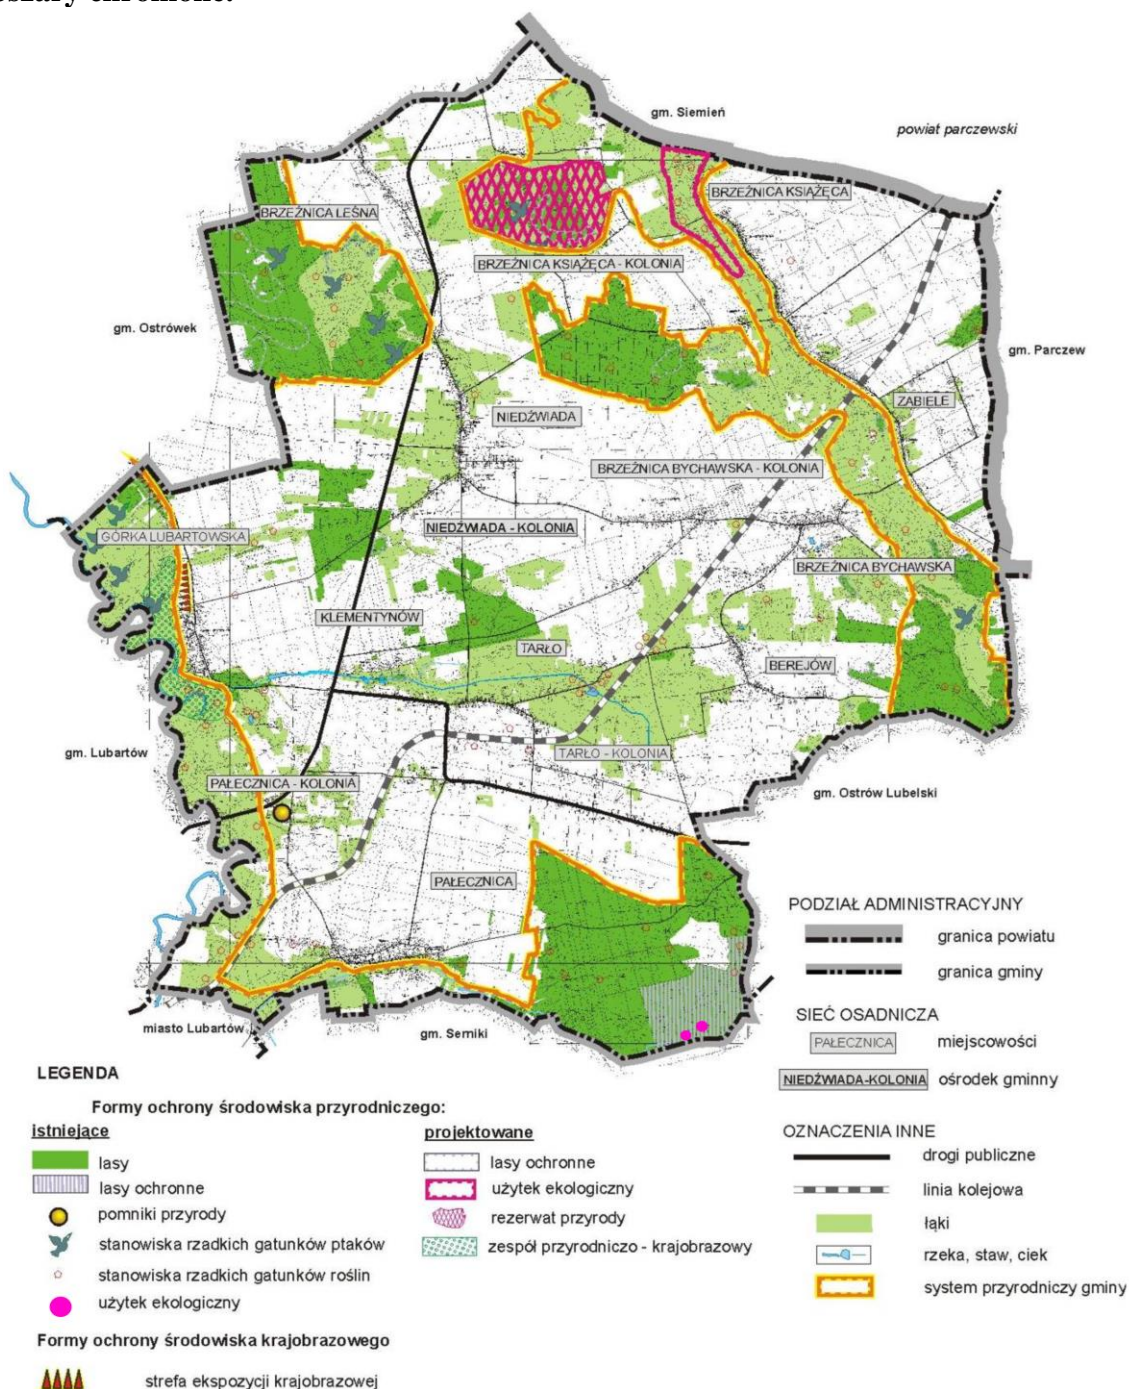 gm. Siemień
powiat parczewski
BRZEŹNICA KSIĄŻĘCA
BRZEŹNICA LEŚNA
BRZEŹNICA KSIĄŻĘCA - KOLONIA
gm. Ostrówek
gm. Parczew
ZABIELE
NIEDŹWIADA
BRZEŹNICA BYCHAWSKA - KOLONIA
NIEDŹWIADA - KOLONIA
GÓRKA LUBARTOWSKA
BRZEŹNICA BYCHAWSKA
KLEMENTYNÓW
TARŁO
BEREJÓW
gm. Lubartów
TARŁO - KOLONIA
PAŁECZNICA - KOLONIA
gm. Ostrów Lubelski
PAŁECZNICA
miasto Lubartów
gm. Serniki
PODZIAŁ ADMINISTRACYJNY
granica powiatu
granica gminy
SIEĆ OSADNICZA
PAŁECZNICA miejscowości
NIEDŹWIADA-KOLONIA ośrodek gminny
LEGENDA
Formy ochrony środowiska przyrodniczego:
istniejące
lasy
lasy ochronne
pomniki przyrody
stanowiska rzadkich gatunków ptaków
stanowiska rzadkich gatunków roślin
użytek ekologiczny
projektowane
lasy ochronne
użytek ekologiczny
rezerwat przyrody
zespół przyrodniczo - krajobrazowy
OZNACZENIA INNE
drogi publiczne
linia kolejowa
łąki
rzeka, staw, ciek
system przyrodniczy gminy
Formy ochrony środowiska krajobrazowego
strefa ekspozycji krajobrazowej